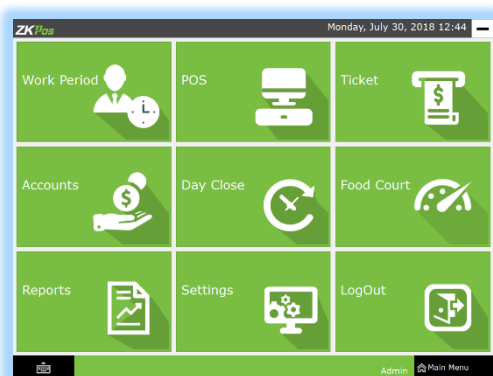 ZKPos
Monday, July 30, 2018 12:44
Work Period
POS
Ticket
$
Accounts
$
Day Close
Food Court
Reports
Settings
LogOut
Admin
Main Menu